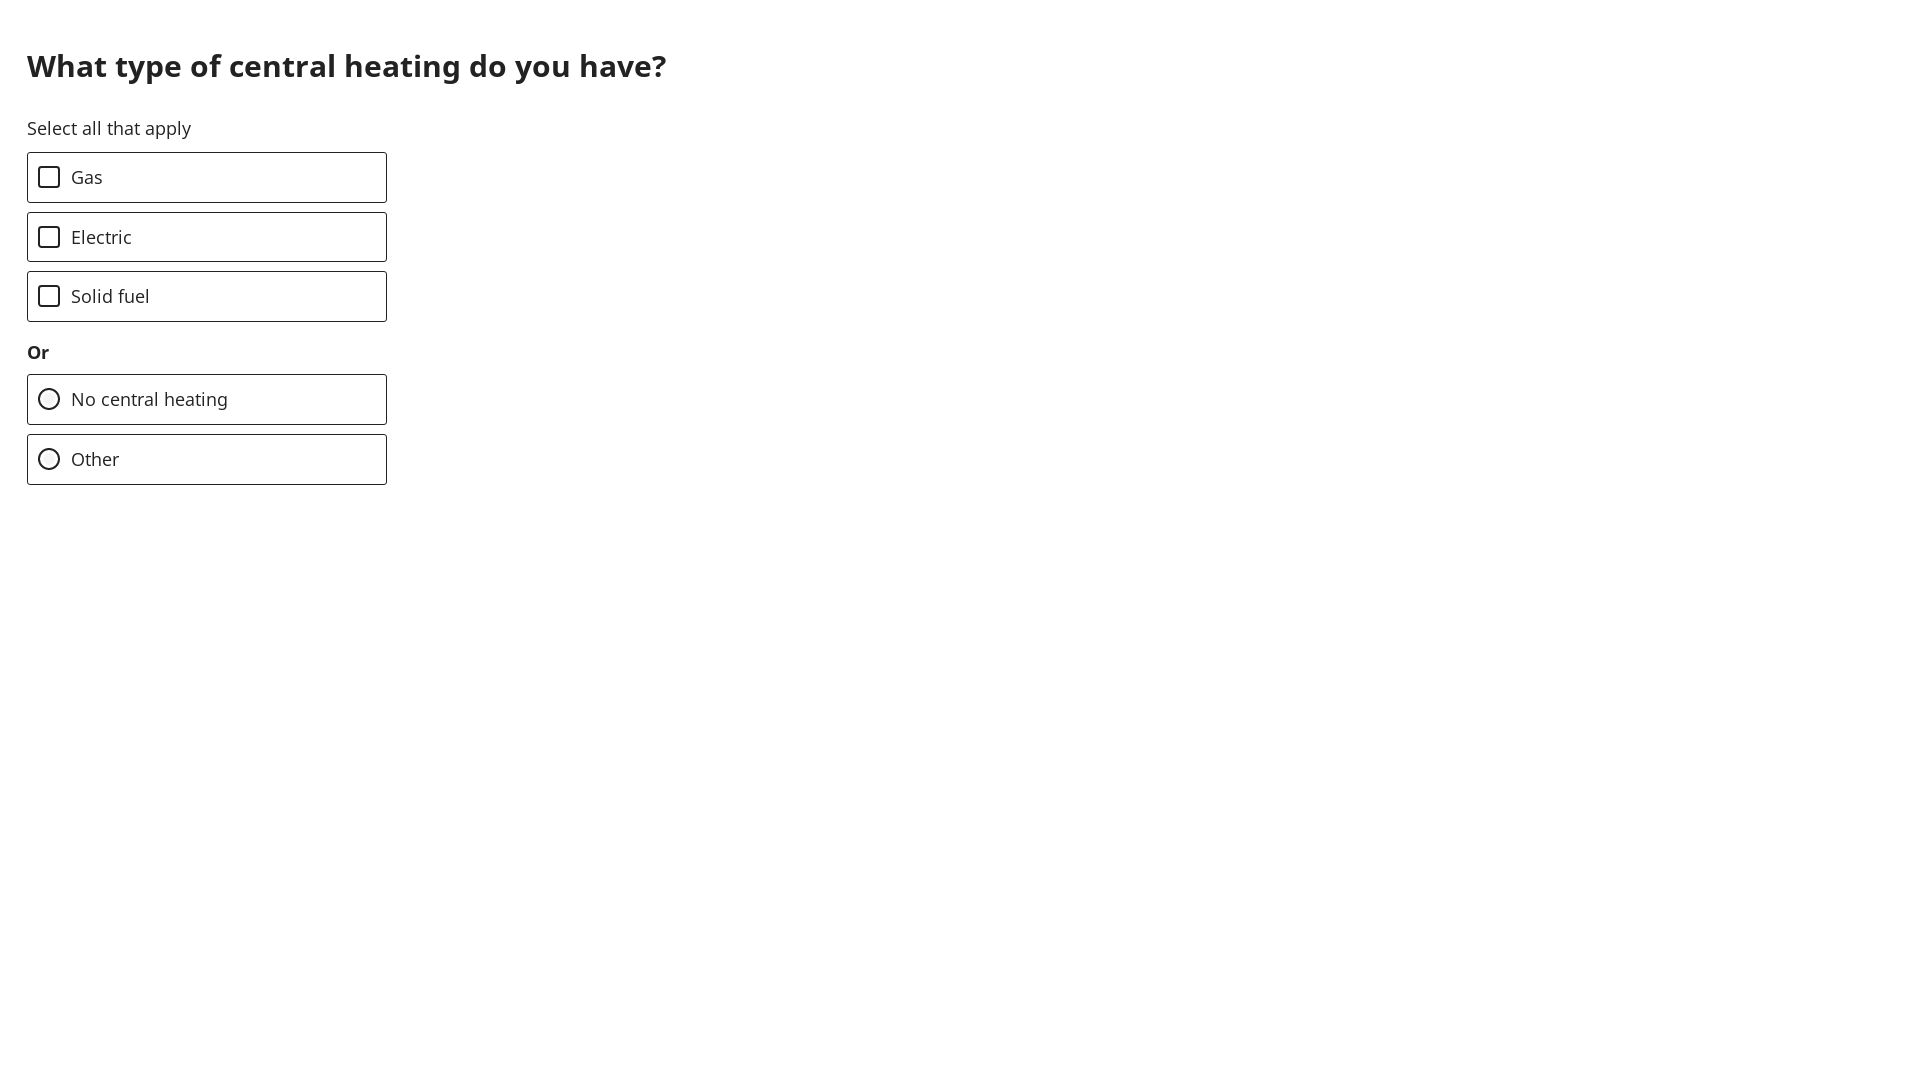 What type of central heating do you have?
Select all that apply
Gas
Electric
Solid fuel
Or
No central heating
Other